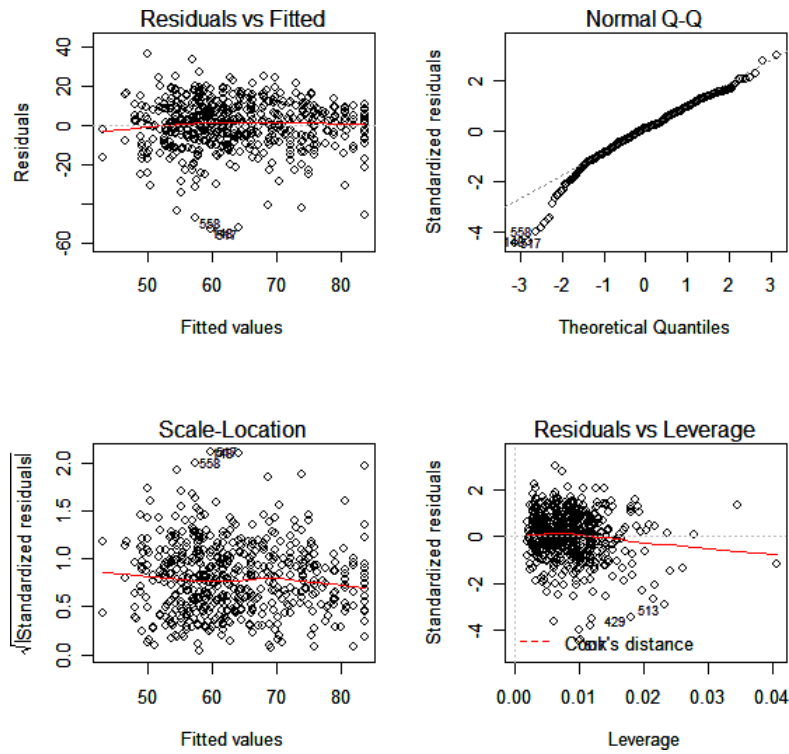 Residuals vs Fitted
Residuals
40
20
0
-20
-60
558
517
50 60 70 80
Fitted values
Normal Q-Q
Standardized residuals
2
0
-2
-4
558
517
-3 -2 -1 0 1 2 3
Theoretical Quantiles
Scale-Location
√|Standardized residuals|
2.0
1.5
1.0
0.5
0.0
558
50 60 70 80
Fitted values
Residuals vs Leverage
Standardized residuals
2
0
-2
-4
513
429
Cook's distance
0.00 0.01 0.02 0.03 0.04
Leverage